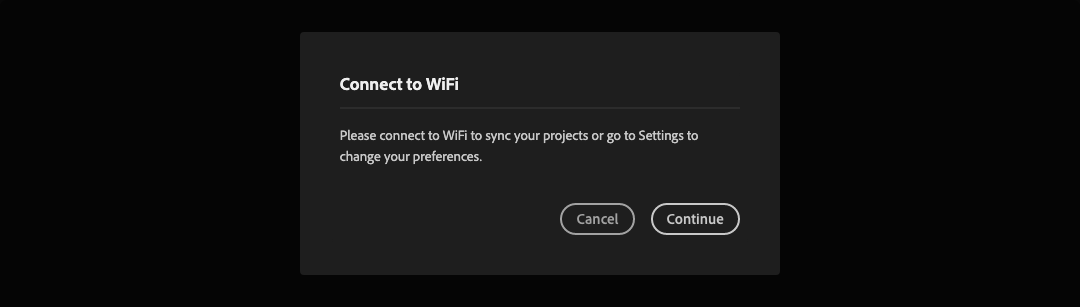 Connect to WiFi
Please connect to WiFi to sync your projects or go to Settings to
change your preferences.
Cancel
Continue